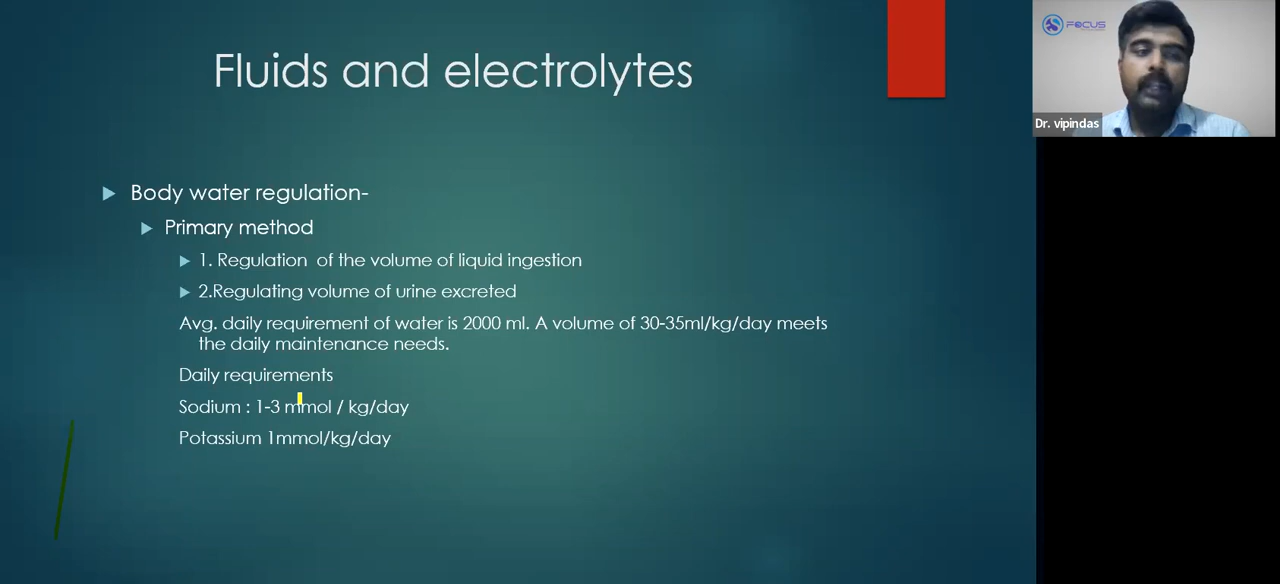 Fluids and electrolytes
FOCUS
Dr. vipindas
Body water regulation-
Primary method
1. Regulation of the volume of liquid ingestion
2.Regulating volume of urine excreted
Avg. daily requirement of water is 2000 ml. A volume of 30-35ml/kg/day meets
the daily maintenance needs.
Daily requirements
Sodium : 1-3 mmol / kg/day
Potassium 1mmol/kg/day